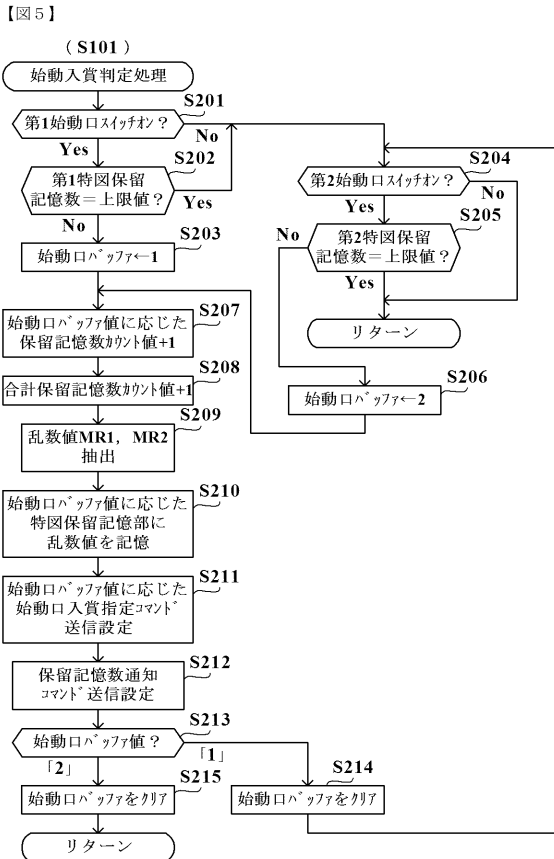 【図５】
(S101)
始動入賞判定処理
S201
第1始動口ｽｲｯﾁｵﾝ？
No
Yes
S202
第1特図保留
記憶数＝上限値？
Yes
No
S203
始動口ﾊﾞｯﾌｧ←1
S204
第2始動口ｽｲｯﾁｵﾝ？
No
Yes
S205
No
第2特図保留
記憶数＝上限値？
Yes
リターン
S206
始動口ﾊﾞｯﾌｧ←2
S207
始動口ﾊﾞｯﾌｧ値に応じた
保留記憶数ｶｳﾝﾄ値+1
S208
合計保留記憶数ｶｳﾝﾄ値+1
S209
乱数値MR1，MR2
抽出
S210
始動口ﾊﾞｯﾌｧ値に応じた
特図保留記憶部に
乱数値を記憶
S211
始動口ﾊﾞｯﾌｧ値に応じた
始動口入賞指定ｺﾏﾝﾄﾞ
送信設定
S212
保留記憶数通知
ｺﾏﾝﾄﾞ送信設定
S213
始動口ﾊﾞｯﾌｧ値？
「2」
「1」
S215
始動口ﾊﾞｯﾌｧをｸﾘｱ
S214
始動口ﾊﾞｯﾌｧをｸﾘｱ
リターン